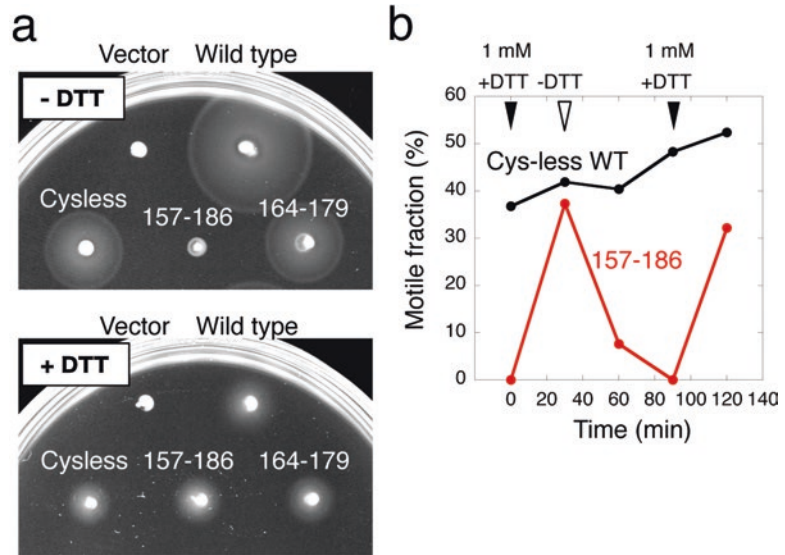 a
Vector Wild type
- DTT
Cysless
157-186
164-179
Vector Wild type
+ DTT
Cysless 157-186 164-179
b
1 mM 1 mM
+DTT -DTT +DTT
60
50
40
30
20
10
0
Motile fraction (%)
Cys-less WT
157-186
0 20 40 60 80 100 120 140
Time (min)